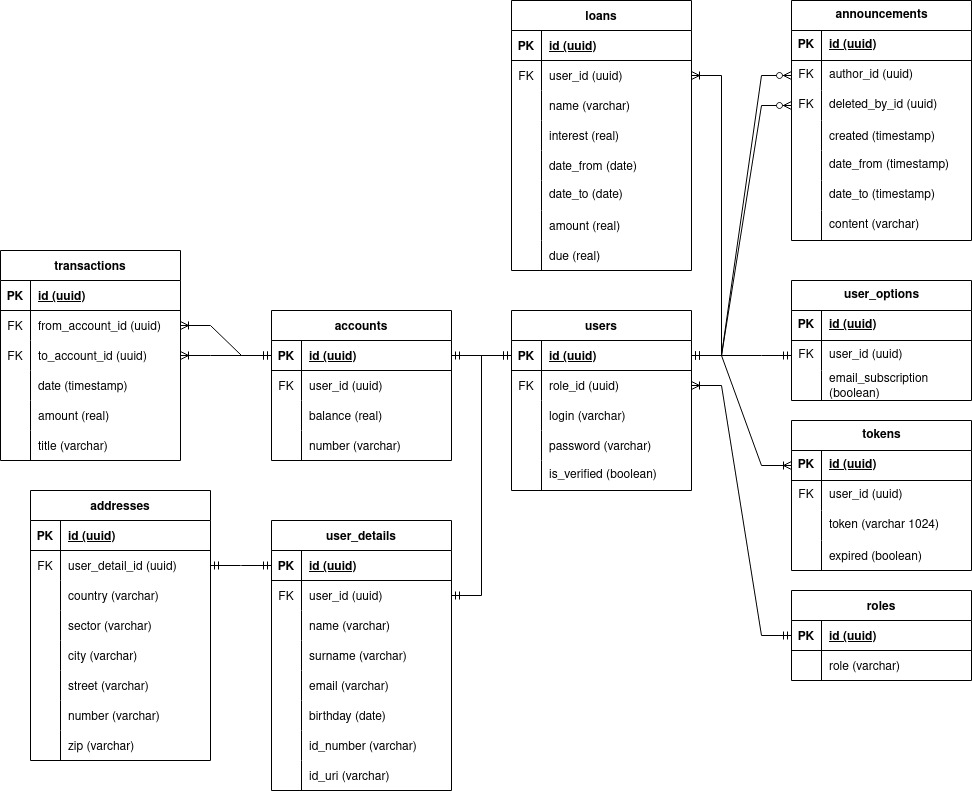 loans
PK id (uuid)
FK user_id (uuid)
name (varchar)
interest (real)
date_from (date)
date_to (date)
amount (real)
due (real)
announcements
PK id (uuid)
FK author_id (uuid)
FK deleted_by_id (uuid)
created (timestamp)
date_from (timestamp)
date_to (timestamp)
content (varchar)
transactions
PK id (uuid)
FK from_account_id (uuid)
FK to_account_id (uuid)
date (timestamp)
amount (real)
title (varchar)
accounts
PK id (uuid)
FK user_id (uuid)
balance (real)
number (varchar)
users
PK id (uuid)
FK role_id (uuid)
login (varchar)
password (varchar)
is_verified (boolean)
user_options
PK id (uuid)
FK user_id (uuid)
email_subscription
(boolean)
tokens
PK id (uuid)
FK user_id (uuid)
token (varchar 1024)
expired (boolean)
addresses
PK id (uuid)
FK user_detail_id (uuid)
country (varchar)
sector (varchar)
city (varchar)
street (varchar)
number (varchar)
zip (varchar)
user_details
PK id (uuid)
FK user_id (uuid)
name (varchar)
surname (varchar)
email (varchar)
birthday (date)
id_number (varchar)
id_uri (varchar)
roles
PK id (uuid)
role (varchar)